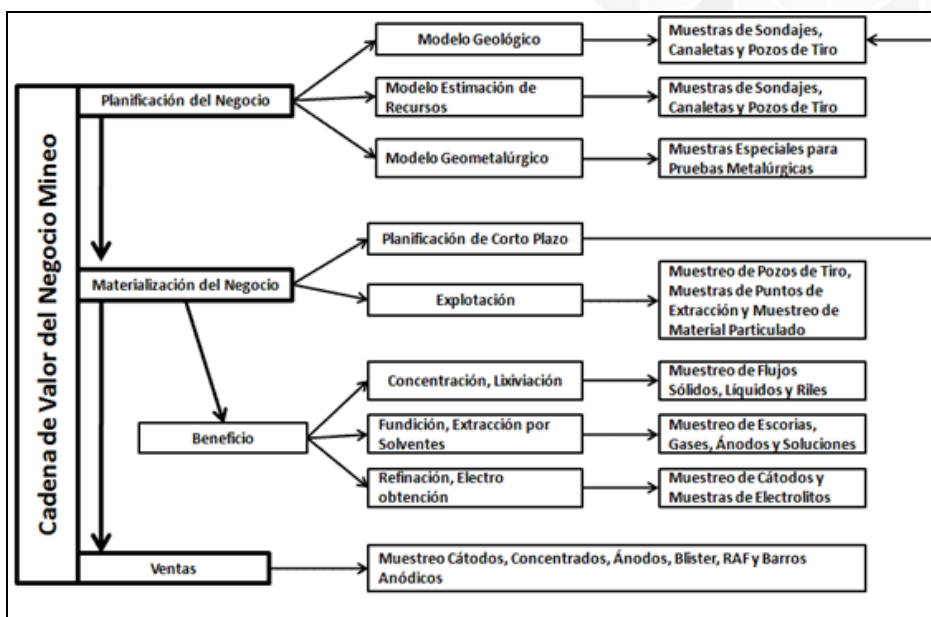 Cadena de Valor del Negocio Mineo
Modelo Geológico
Muestras de Sondajes,
Canaletas y Pozos de Tiro
Planificación del Negocio
Modelo Estimación de
Recursos
Muestras de Sondajes,
Canaletas y Pozos de Tiro
Modelo Geometalúrgico
Muestras Especiales para
Pruebas Metalúrgicas
Planificación de Corto Plazo
Materialización del Negocio
Explotación
Muestreo de Pozos de Tiro,
Muestras de Puntos de
Extracción y Muestreo de
Material Particulado
Concentración, Lixiviación
Muestreo de Flujos
Sólidos, Líquidos y Riles
Beneficio
Fundición, Extracción por
Solventes
Muestreo de Escorias,
Gases, Ánodos y Soluciones
Refinación, Electro
obtención
Muestreo de Cátodos y
Muestras de Electrolitos
Ventas
Muestreo Cátodos, Concentrados, Ánodos, Blister, RAF y Barros
Anódicos